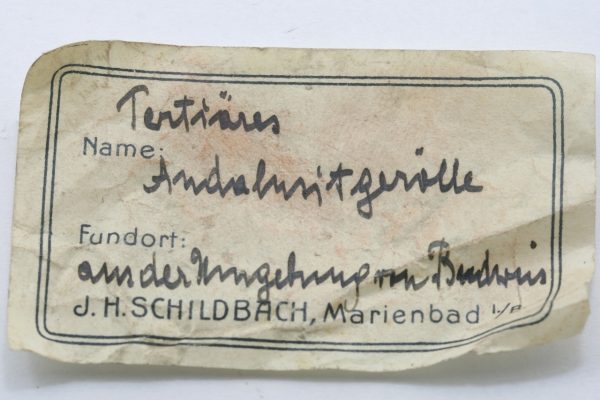 Tertiäres
Name:
Andalusitgerölle
Fundort:
aus der Umgebung von Budweis
J. H. SCHILDBACH, Marienbad